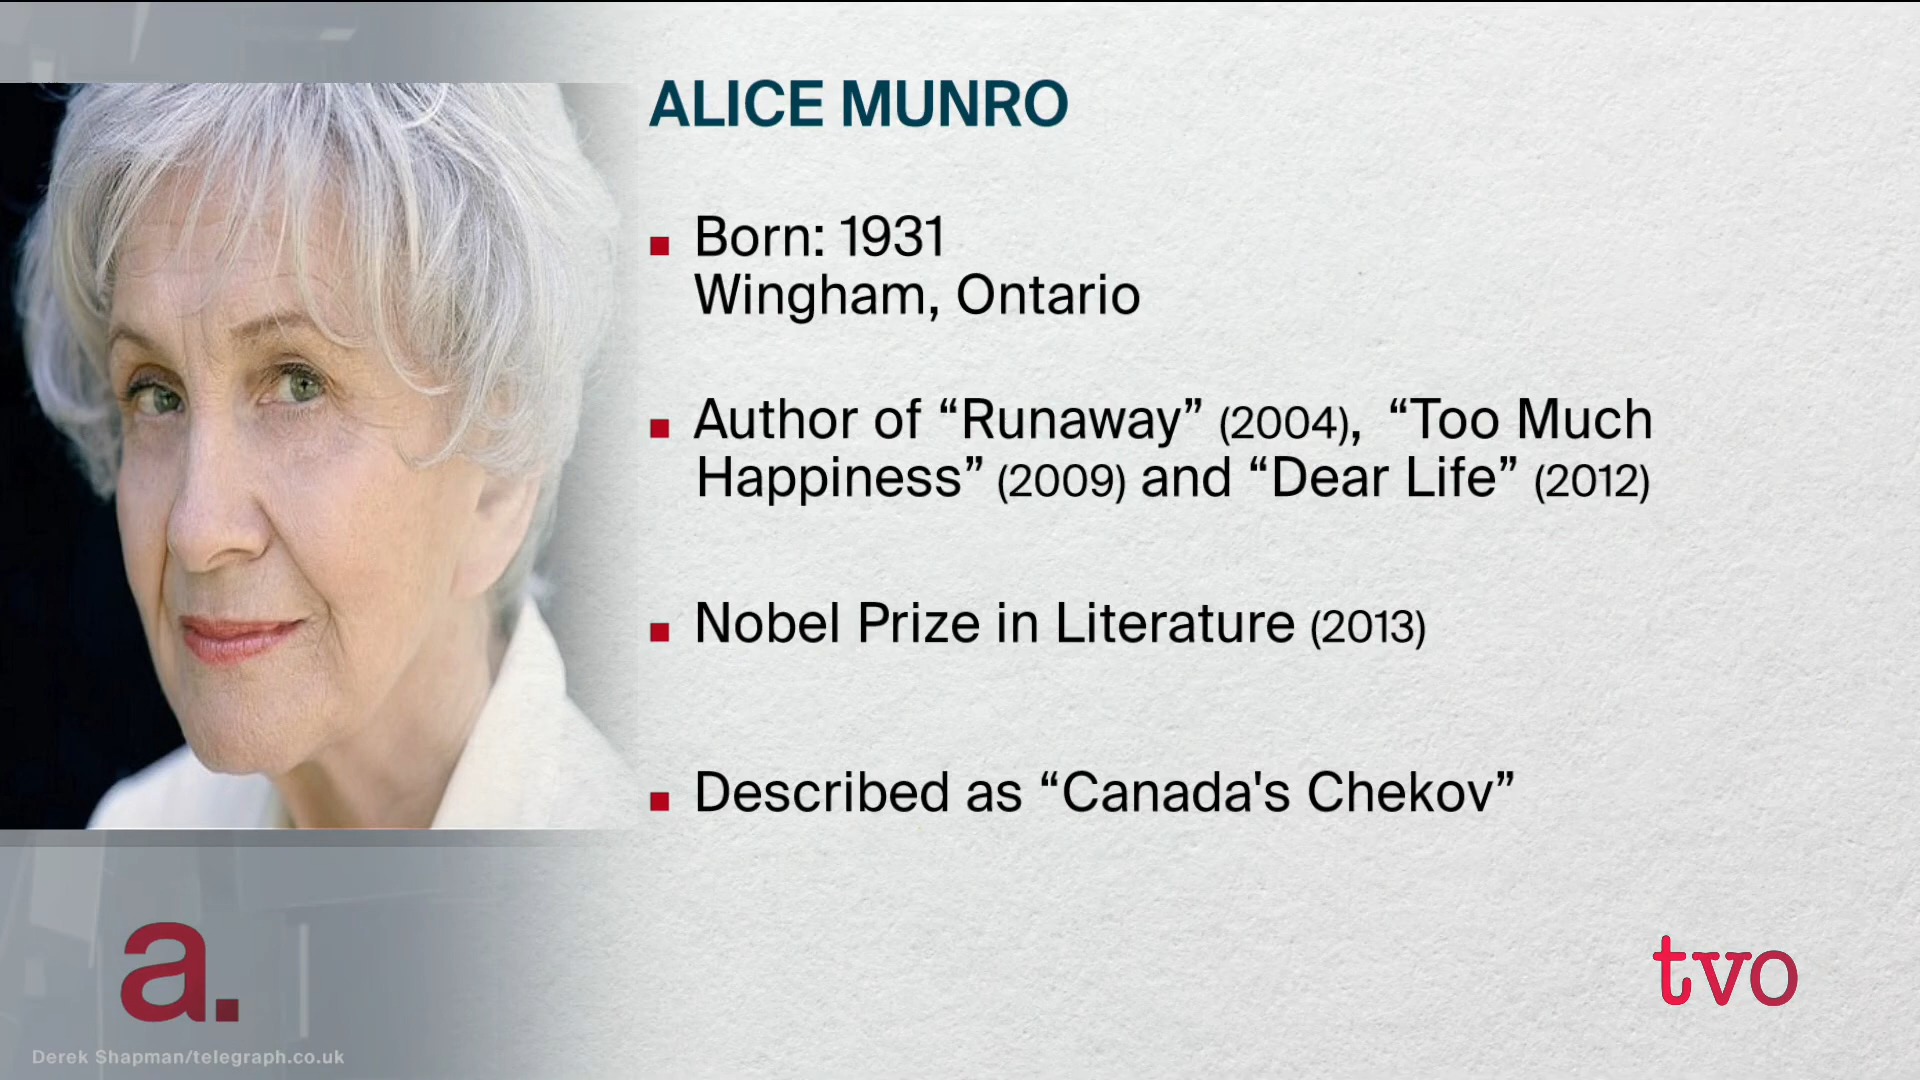 ALICE MUNRO
Born: 1931
Wingham, Ontario
Author of “Runaway” (2004), “Too Much
Happiness” (2009) and “Dear Life” (2012)
Nobel Prize in Literature (2013)
Described as “Canada's Chekov”
a.
tvo
Derek Shapman/telegraph.co.uk